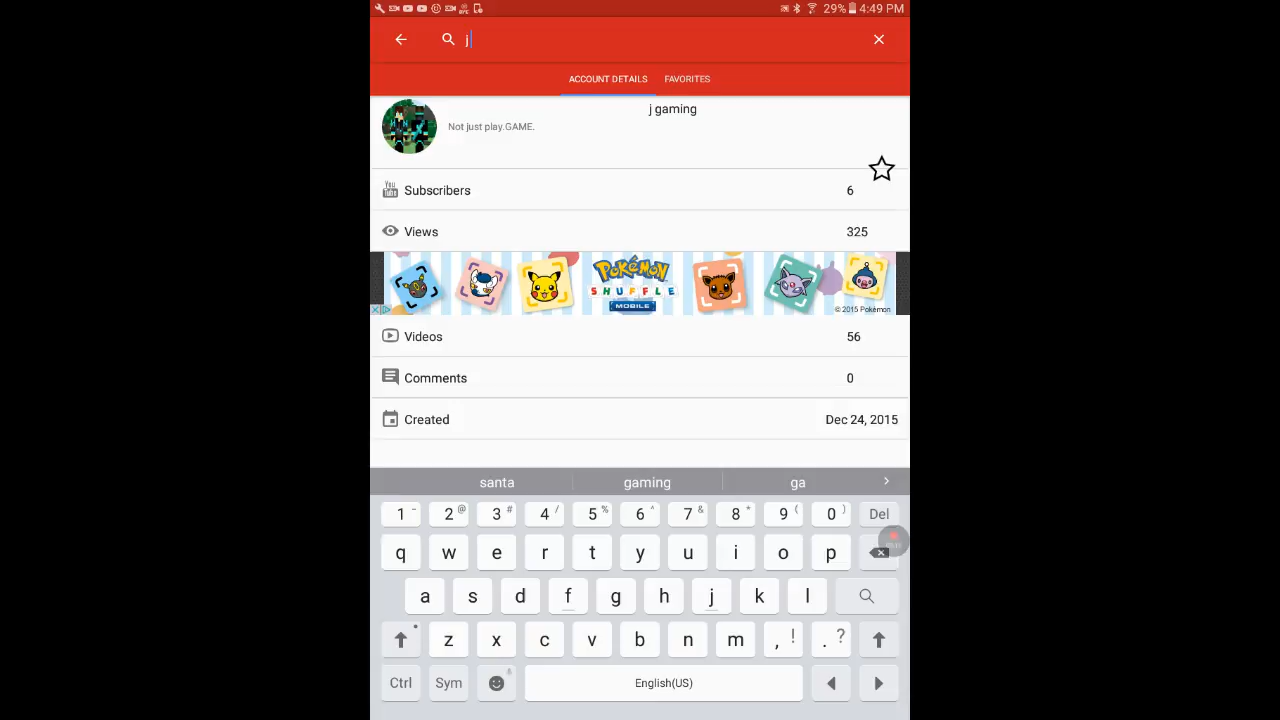 29% 4:49 PM
j
ACCOUNT DETAILS FAVORITES
j gaming
Not just play.GAME.
You Tube Subscribers 6
Views 325
POKÉMON
SHUFFLE
MOBILE
© 2015 Pokémon
Videos 56
Comments 0
Created Dec 24, 2015
santa gaming ga
1 - 2 @ 3 # 4 / 5 % 6 ^ 7 & 8 * 9 ( 0 ) Del
q w e r t y u i o p
a s d f g h j k l
z x c v b n m , ! . ?
Ctrl Sym English(US)